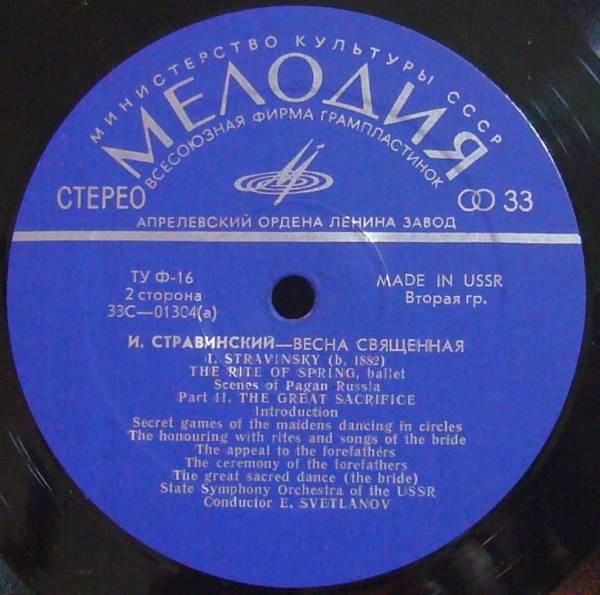 МИНИСТЕРСТВО КУЛЬТУРЫ СССР
МЕЛОДИЯ
ВСЕСОЮЗНАЯ ФИРМА ГРАМПЛАСТИНОК
СТЕРЕО
33
АПРЕЛЕВСКИЙ ОРДЕНА ЛЕНИНА ЗАВОД
ТУ Ф-16
MADE IN USSR
2 сторона
Вторая гр.
33С—01304(а)
И. СТРАВИНСКИЙ—ВЕСНА СВЯЩЕННАЯ
I. STRAVINSKY (b. 1882)
THE RITE OF SPRING, ballet
Scenes of Pagan Russia
Part II. THE GREAT SACRIFICE
Introduction
Secret games of the maidens dancing in circles
The honouring with rites and songs of the bride
The appeal to the forefathers
The ceremony of the forefathers
The great sacred dance (the bride)
State Symphony Orchestra of the USSR
Conductor E. SVETLANOV